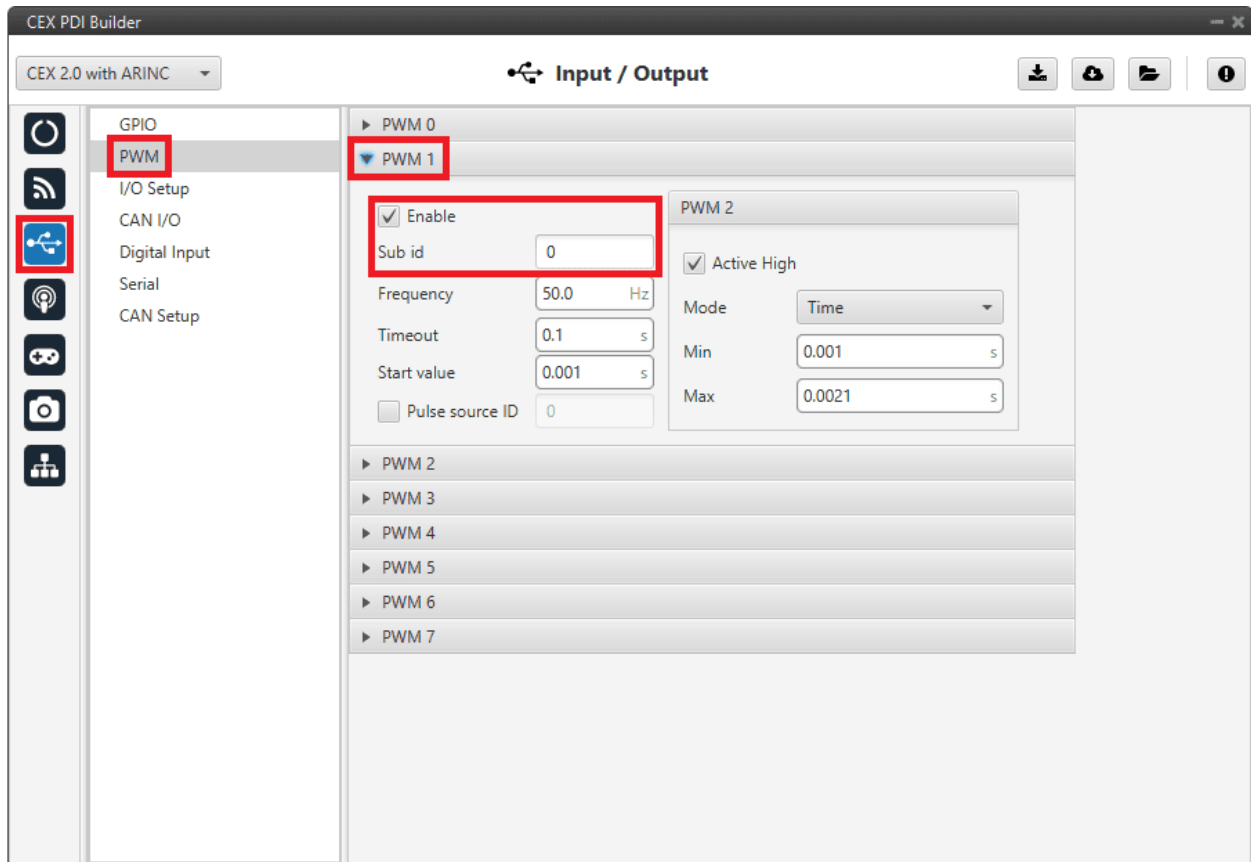 CEX PDI Builder
CEX 2.0 with ARINC
Input / Output
GPIO
PWM
I/O Setup
CAN I/O
Digital Input
Serial
CAN Setup
PWM 0
PWM 1
Enable
Sub id 0
Frequency 50.0 Hz
Timeout 0.1 s
Start value 0.001 s
Pulse source ID 0
PWM 2
Active High
Mode Time
Min 0.001 s
Max 0.0021 s
PWM 2
PWM 3
PWM 4
PWM 5
PWM 6
PWM 7